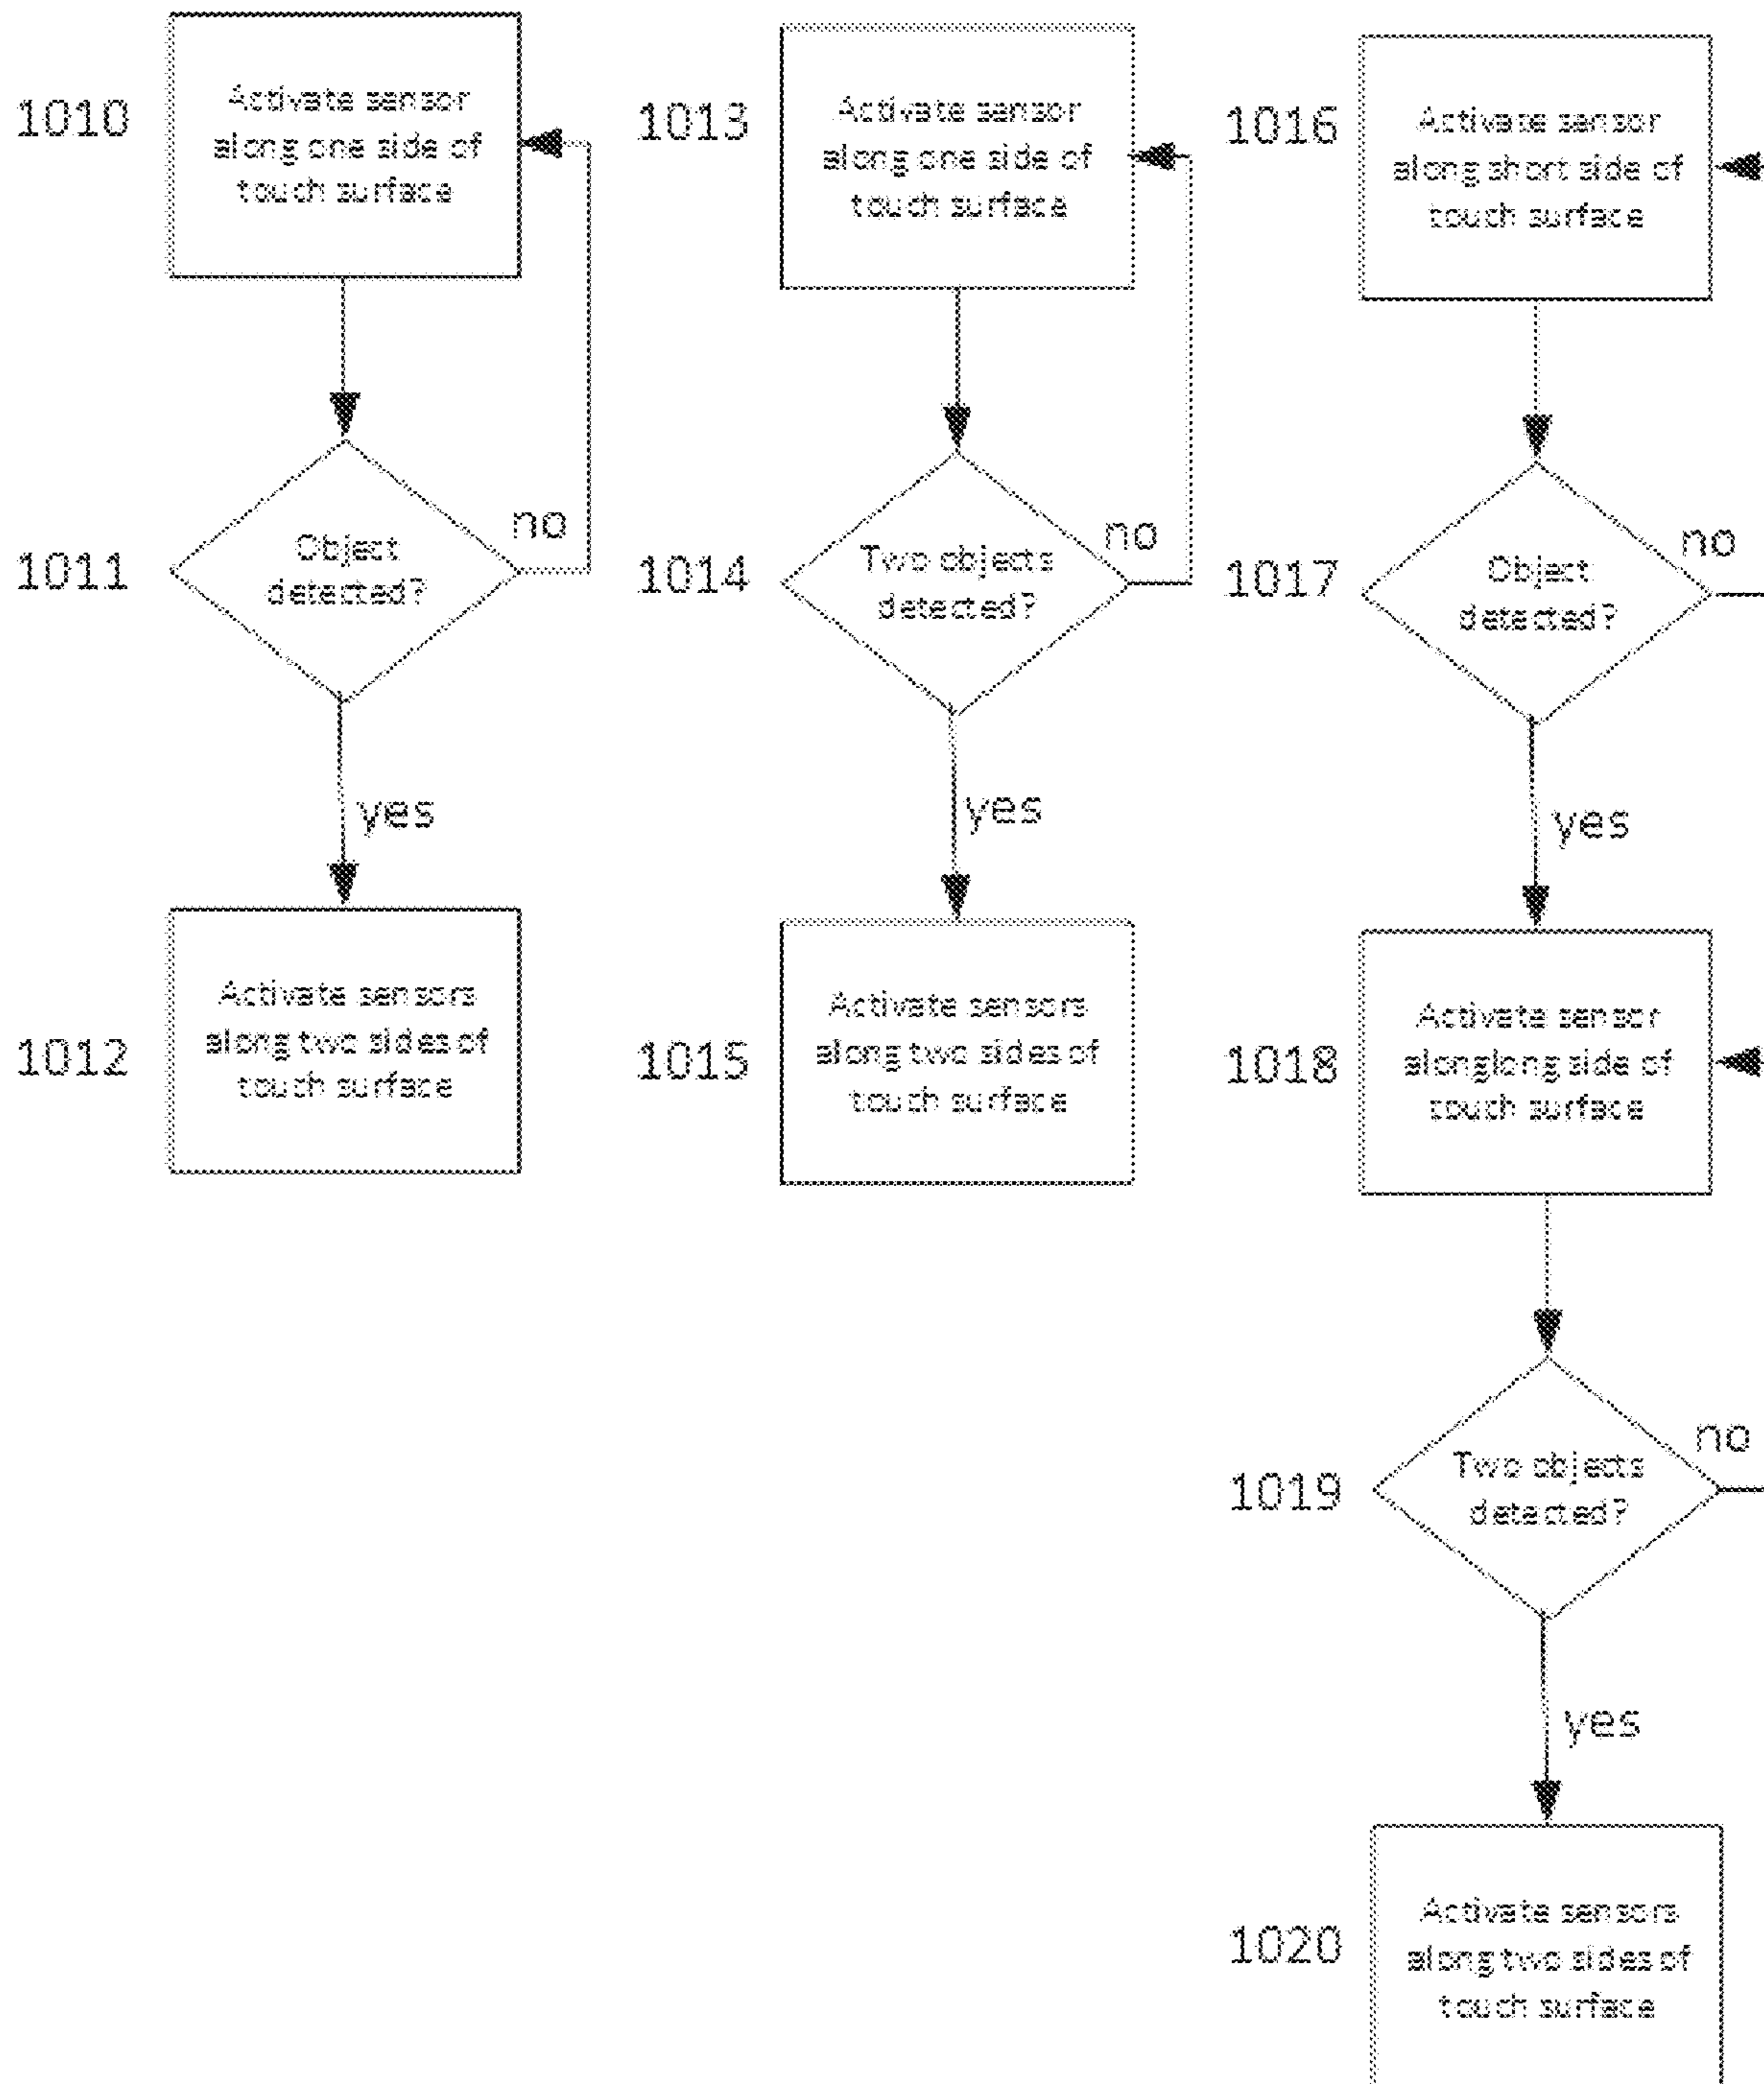 1010
Activate sensor
along one side of
touch surface
1011
Object
detected?
no
yes
1012
Activate sensors
along two sides of
touch surface
1013
Activate sensor
along one side of
touch surface
1014
Two objects
detected?
no
yes
1015
Activate sensors
along two sides of
touch surface
1016
Activate sensor
along short side of
touch surface
1017
Object
detected?
no
yes
1018
Activate sensor
alonglong side of
touch surface
1019
Two objects
detected?
no
yes
1020
Activate sensors
along two sides of
touch surface